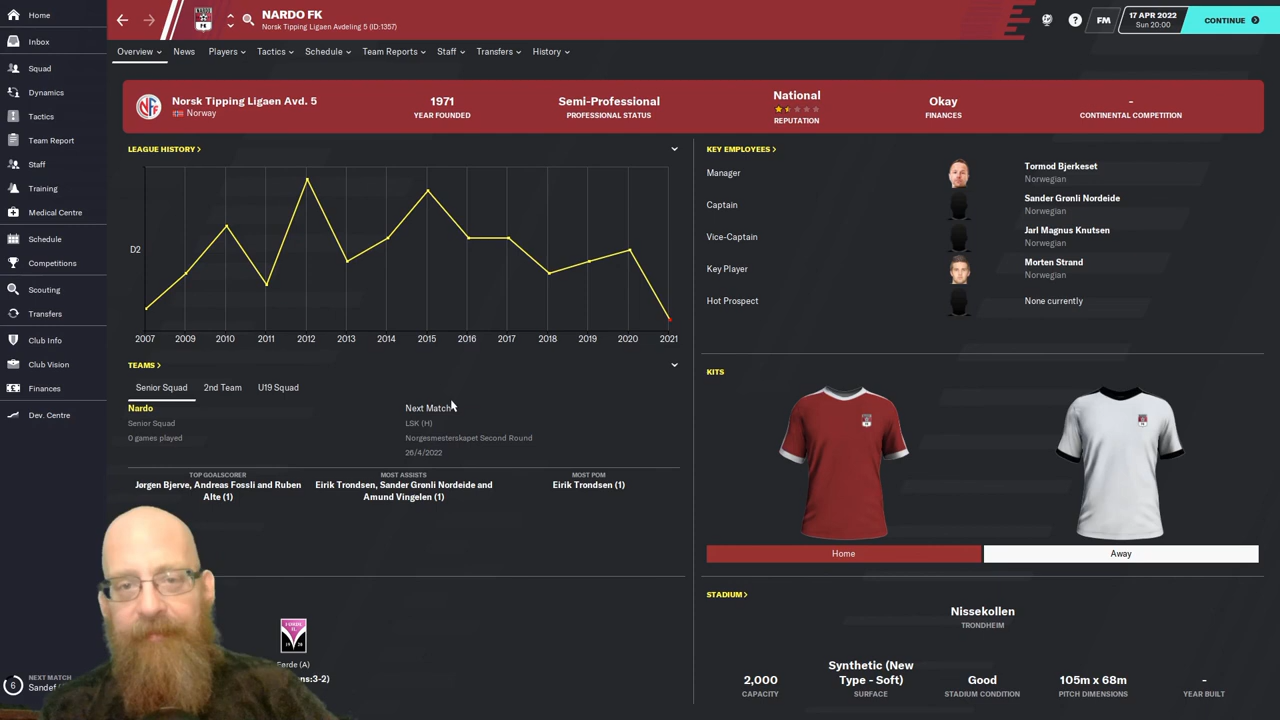 Home
Inbox
Squad
Dynamics
Tactics
Team Report
Staff
Training
Medical Centre
Schedule
Competitions
Scouting
Transfers
Club Info
Club Vision
Finances
Dev. Centre
6
NEXT MATCH
Sandef
NARDO FK
Norsk Tipping Ligaen Avdeling 5 (ID:1357)
?
FM
17 APR 2022
Sun 20:00
CONTINUE
Overview
News
Players
Tactics
Schedule
Team Reports
Staff
Transfers
History
NFF
Norsk Tipping Ligaen Avd. 5
Norway
1971
YEAR FOUNDED
Semi-Professional
PROFESSIONAL STATUS
National
REPUTATION
Okay
FINANCES
-
CONTINENTAL COMPETITION
LEAGUE HISTORY >
D2
2007 2009 2010 2011 2012 2013 2014 2015 2016 2017 2018 2019 2020 2021
TEAMS >
Senior Squad 2nd Team U19 Squad
Nardo
Senior Squad
0 games played
Next Match
LSK (H)
Norgesmesterskapet Second Round
26/4/2022
TOP GOALSCORER
Jørgen Bjerve, Andreas Fossli and Ruben
Alte (1)
MOST ASSISTS
Eirik Trondsen, Sander Grønli Nordeide and
Amund Vingelen (1)
MOST POM
Eirik Trondsen (1)
(A)
3-2)
KEY EMPLOYEES >
Manager
Tormod Bjerkeset
Norwegian
Captain
Sander Grønli Nordeide
Norwegian
Vice-Captain
Jarl Magnus Knutsen
Norwegian
Key Player
Morten Strand
Norwegian
Hot Prospect
None currently
KITS
Home
Away
STADIUM >
Nissekollen
TRONDHEIM
2,000
CAPACITY
Synthetic (New
Type - Soft)
SURFACE
Good
STADIUM CONDITION
105m x 68m
PITCH DIMENSIONS
-
YEAR BUILT